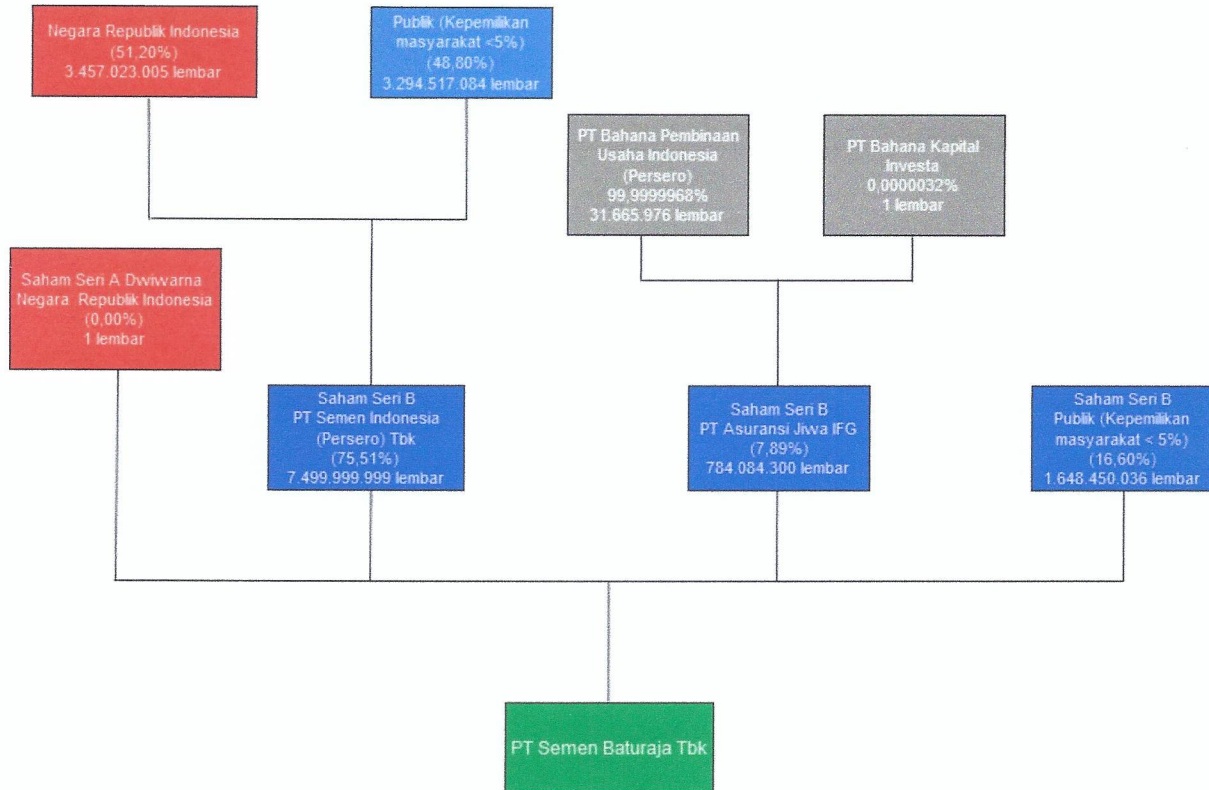 Negara Republik Indonesia
(51,20%)
3.457.023.005 lembar
Publik (Kepemilikan
masyarakat <5%)
(48,80%)
3.294.517.084 lembar
PT Bahana Pembinaan
Usaha Indonesia
(Persero)
99,9999968%
31.665.976 lembar
PT Bahana Kapital
Investa
0,0000032%
1 lembar
Saham Seri A Dwiwarna
Negara Republik Indonesia
(0,00%)
1 lembar
Saham Seri B
PT Semen Indonesia
(Persero) Tbk
(75,51%)
7.499.999.999 lembar
Saham Seri B
PT Asuransi Jiwa IFG
(7,89%)
784.084.300 lembar
Saham Seri B
Publik (Kepemilikan
masyarakat < 5%)
(16,60%)
1.648.450.036 lembar
PT Semen Baturaja Tbk